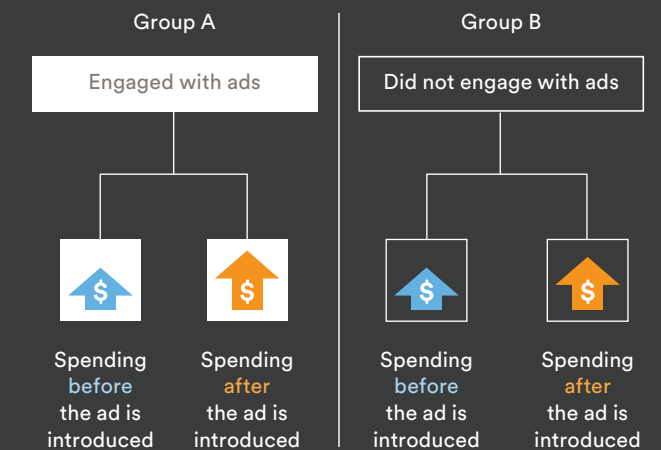 Group A
Engaged with ads
$
$
Spending
before
the ad is
introduced
Spending
after
the ad is
introduced
Group B
Did not engage with ads
$
$
Spending
before
the ad is
introduced
Spending
after
the ad is
introduced